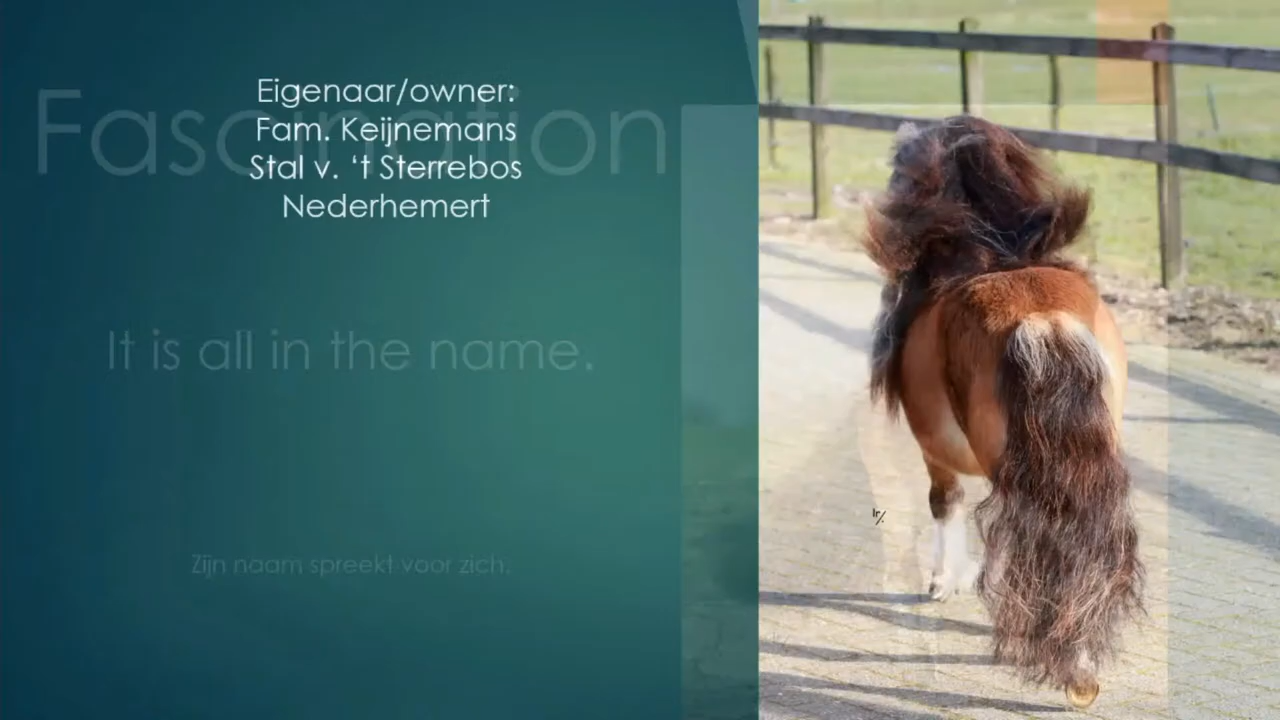 Eigenaar/owner:
Fam. Keijnemans
Stal v. ‘t Sterrebos
Nederhemert
Fascination
It is all in the name.
Zijn naam spreekt voor zich.